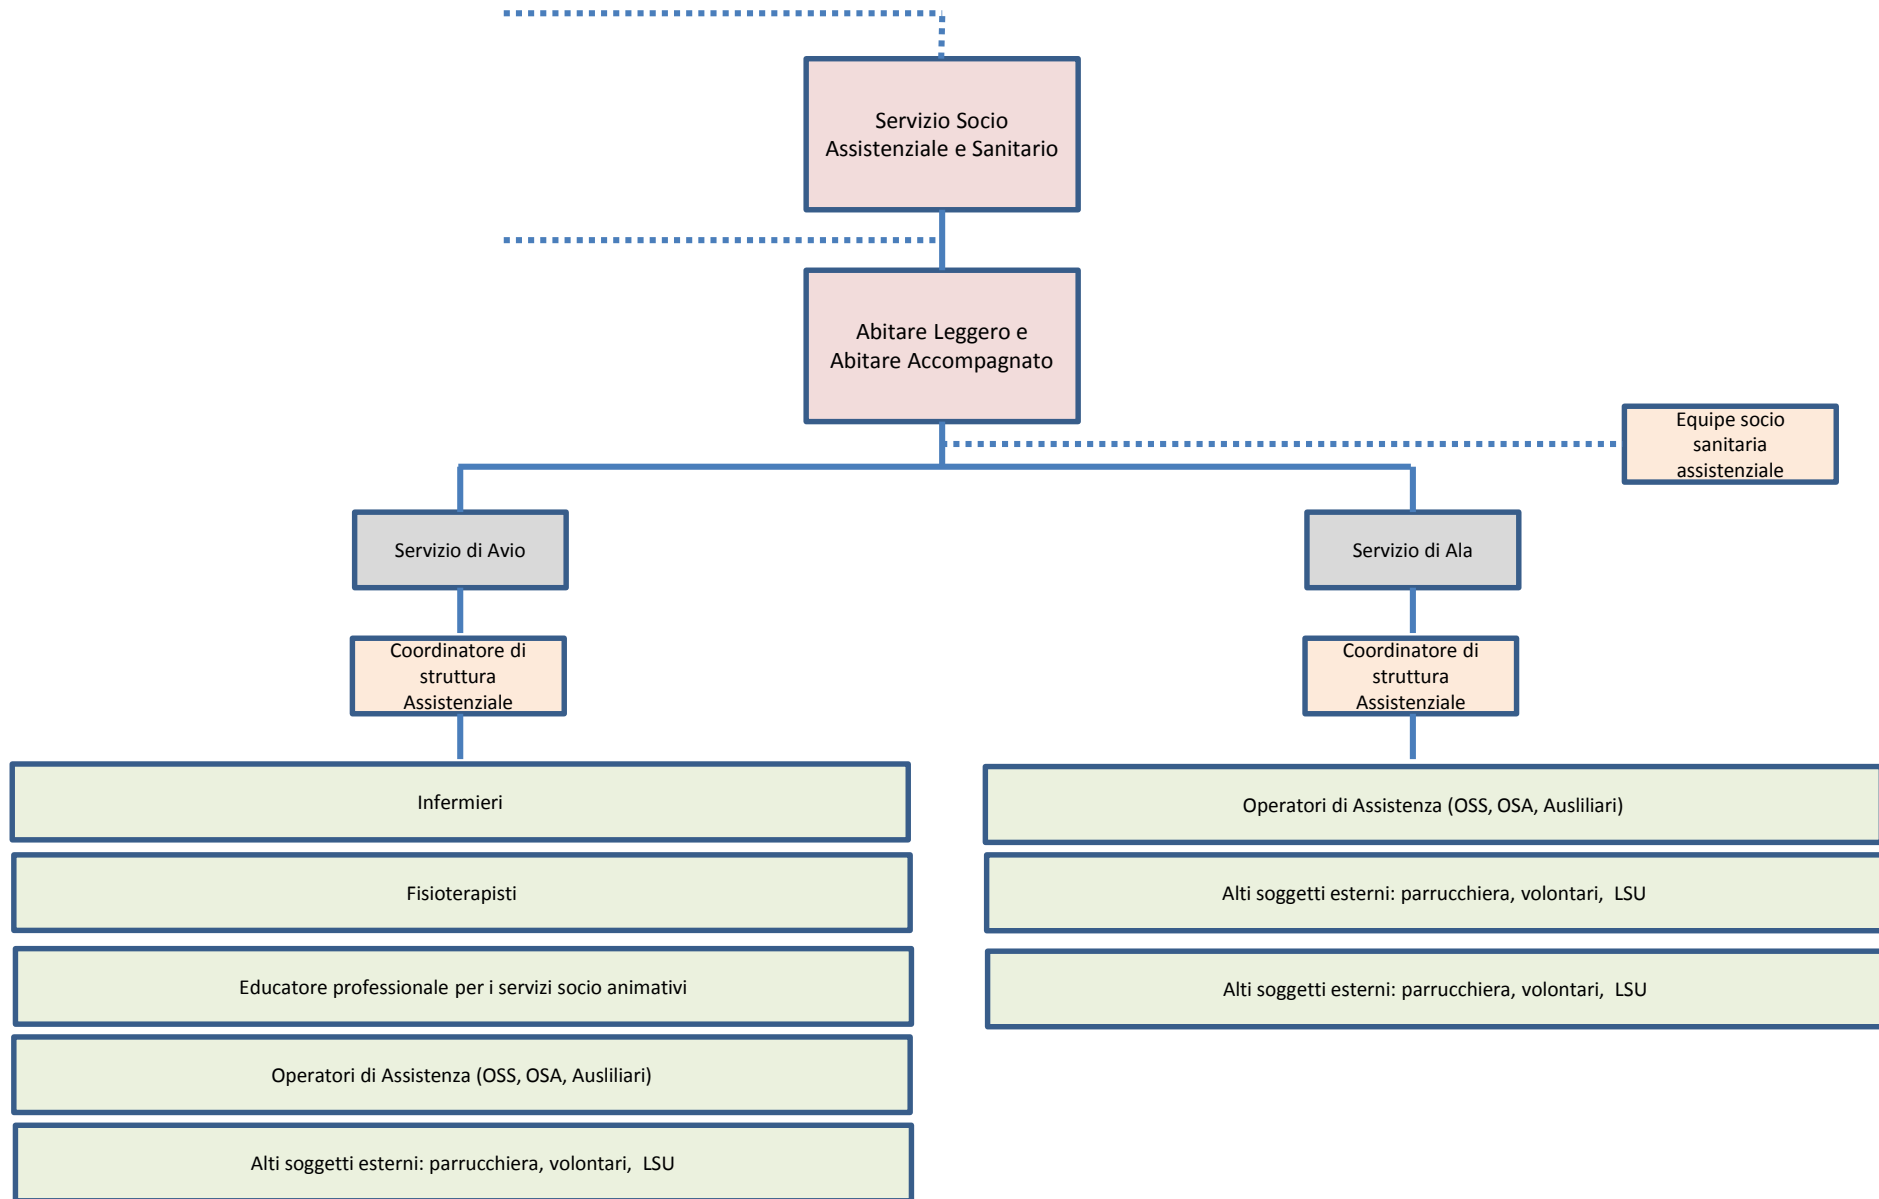 Servizio Socio
Assistenziale e Sanitario
Abitare Leggero e
Abitare Accompagnato
Equipe socio
sanitaria
assistenziale
Servizio di Avio
Servizio di Ala
Coordinatore di
struttura
Assistenziale
Coordinatore di
struttura
Assistenziale
Infermieri
Fisioterapisti
Educatore professionale per i servizi socio animativi
Operatori di Assistenza (OSS, OSA, Ausliliari)
Alti soggetti esterni: parrucchiera, volontari, LSU
Operatori di Assistenza (OSS, OSA, Ausliliari)
Alti soggetti esterni: parrucchiera, volontari, LSU
Alti soggetti esterni: parrucchiera, volontari, LSU